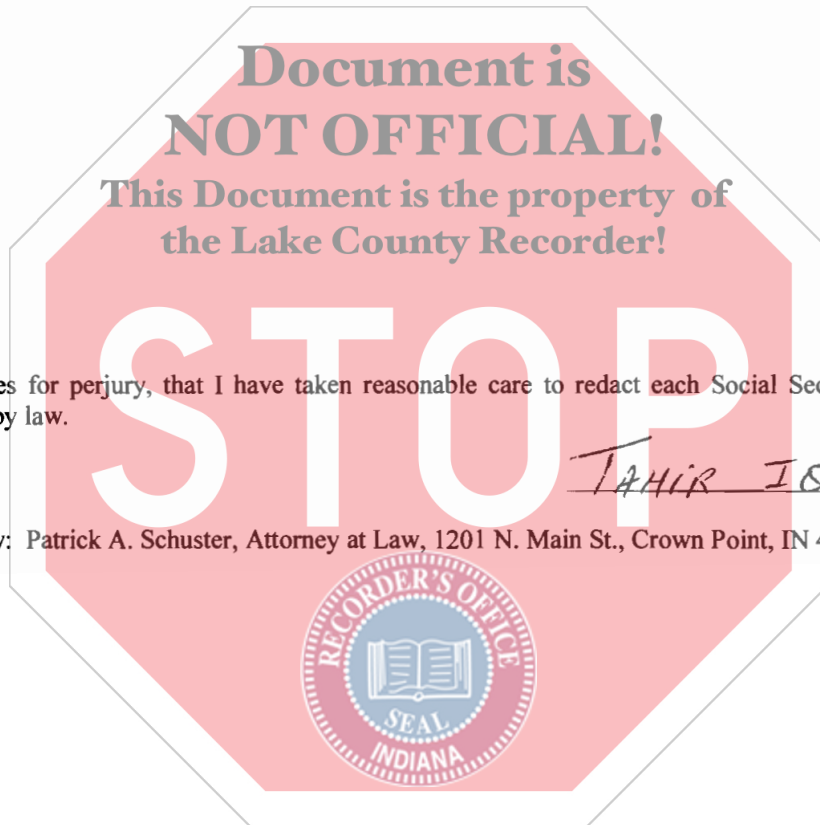 Document is
NOT OFFICIAL!
This Document is the property of
the Lake County Recorder!
STOP
es for perjury, that I have taken reasonable care to redact each Social Sec
by law.
TAHIR I
y: Patrick A. Schuster, Attorney at Law, 1201 N. Main St., Crown Point, IN 4
RECORDER'S OFFICE
SEAL
INDIANA